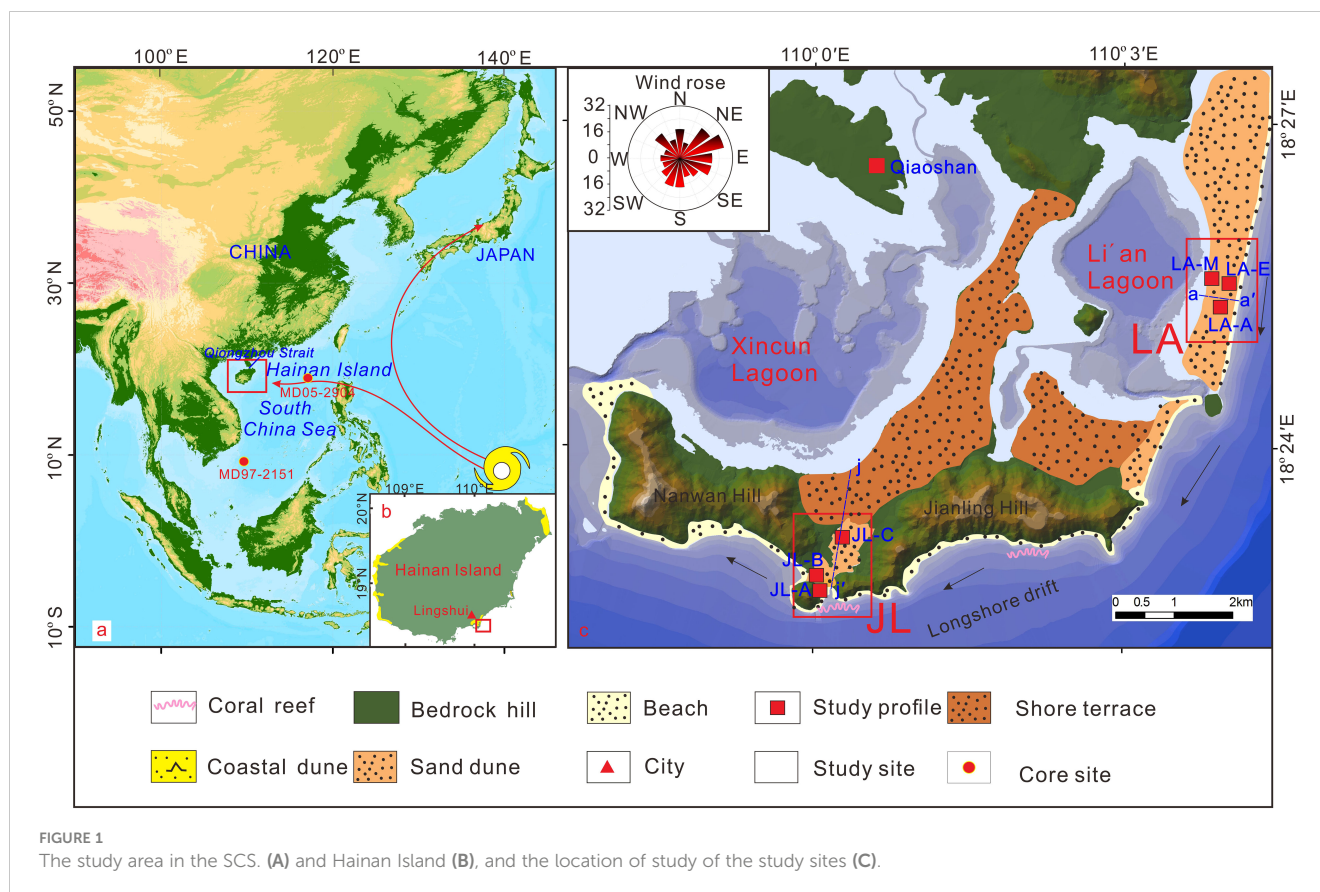 100°E
120°E
140°E
110°0′E
110°3′E
50°N
30°N
10°N
10°S
CHINA
JAPAN
Qiongzhou Strait
Hainan Island
MD05-2904
South
China Sea
MD97-2151
a
109°E
110°E
20°N
19°N
b
Hainan Island
Lingshui
Wind rose
32
16
0
16
32
N
NE
E
SE
S
SW
W
NW
Qiaoshan
18°27′E
18°24′E
Li′an
Lagoon
LA-M
LA-E
a
a′
LA-A
LA
Xincun
Lagoon
j
Nanwan Hill
Jianling Hill
JL-C
JL-B
JL-A
j′
JL
Longshore drift
0 0.5 1 2km
c
Coral reef
Bedrock hill
Beach
Study profile
Shore terrace
Coastal dune
Sand dune
City
Study site
Core site
FIGURE 1
The study area in the SCS. (A) and Hainan Island (B), and the location of study of the study sites (C).